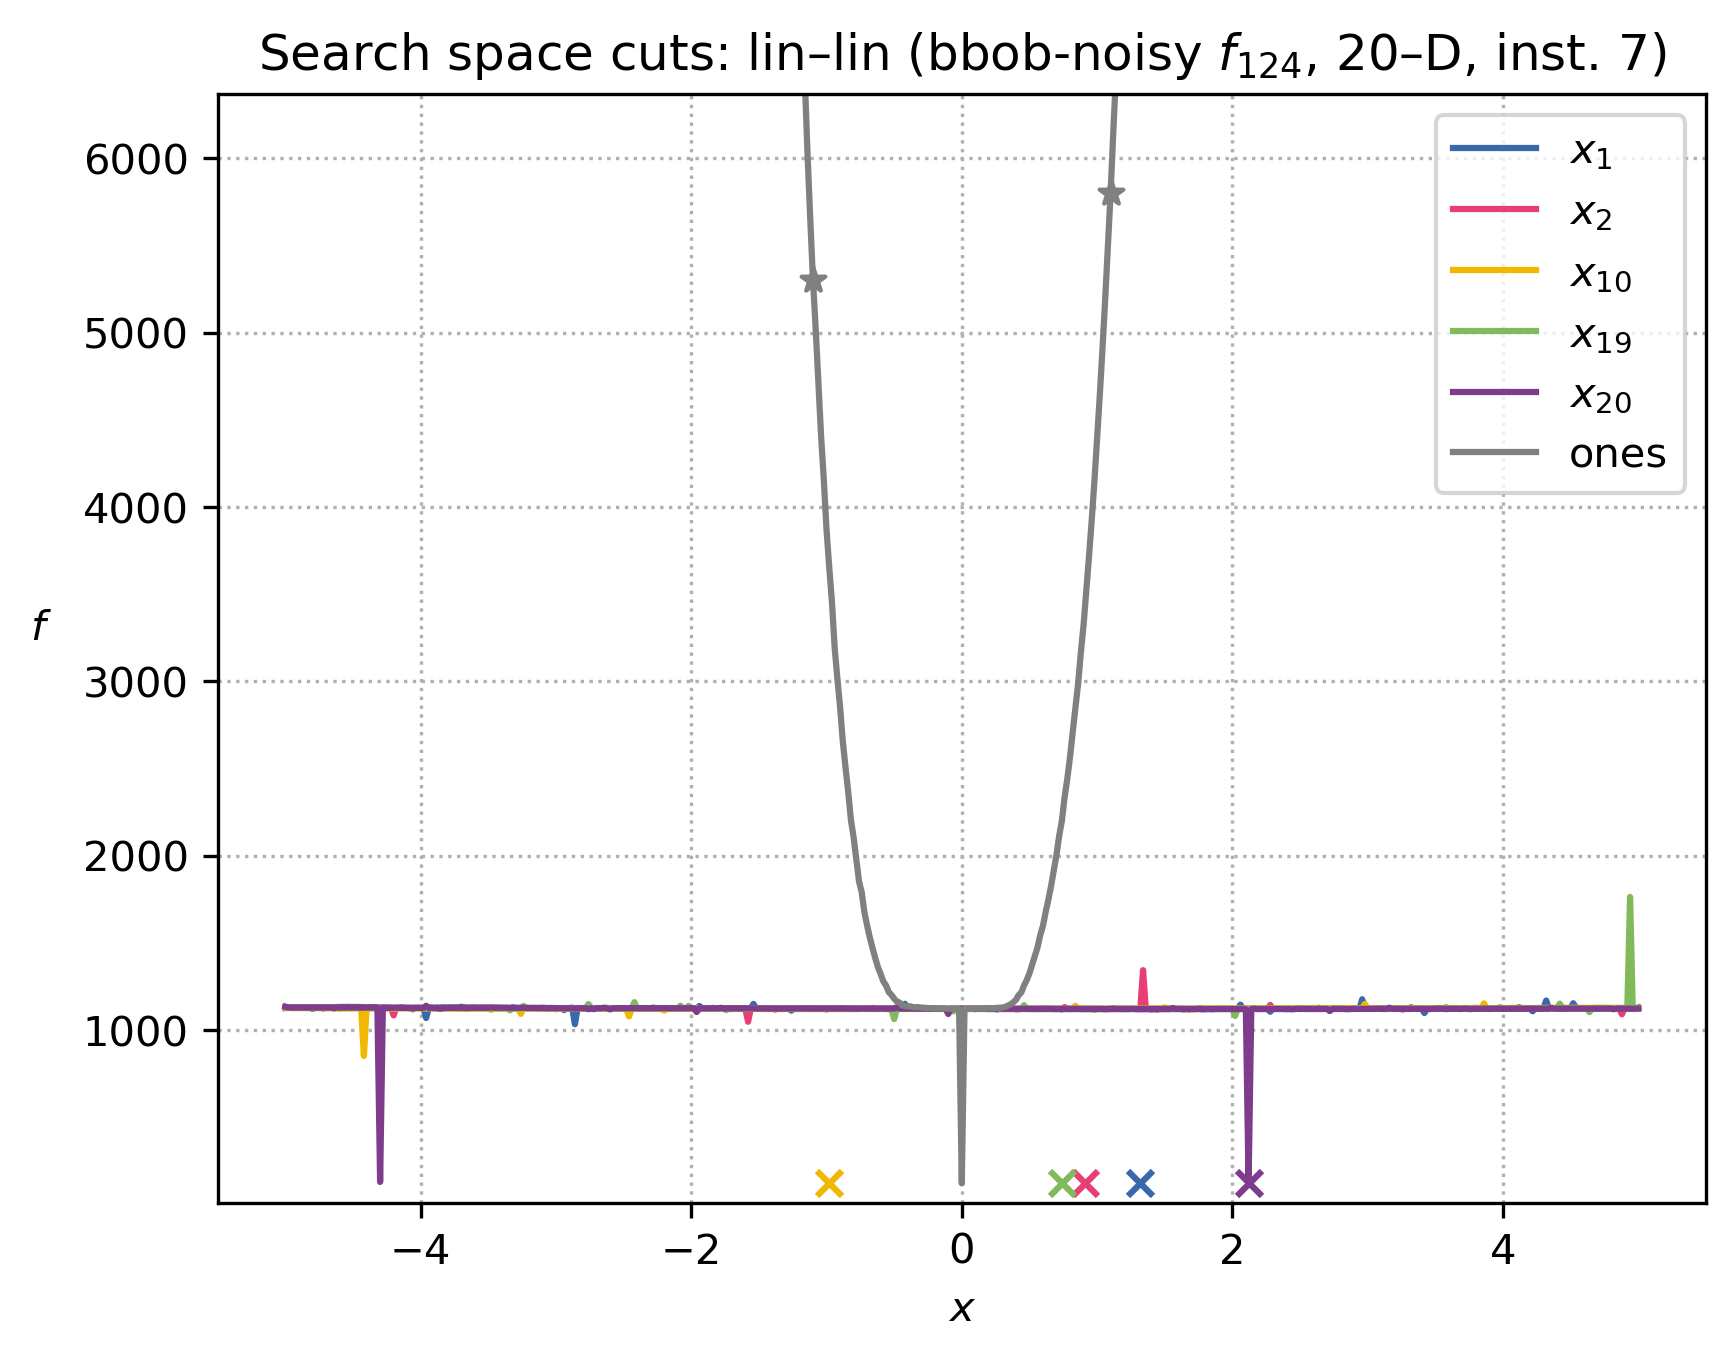 Search space cuts: lin–lin (bbob-noisy f₁₂₄, 20–D, inst. 7)
6000
5000
4000
3000
2000
1000
f
−4
−2
0
2
4
x
x₁
x₂
x₁₀
x₁₉
x₂₀
ones